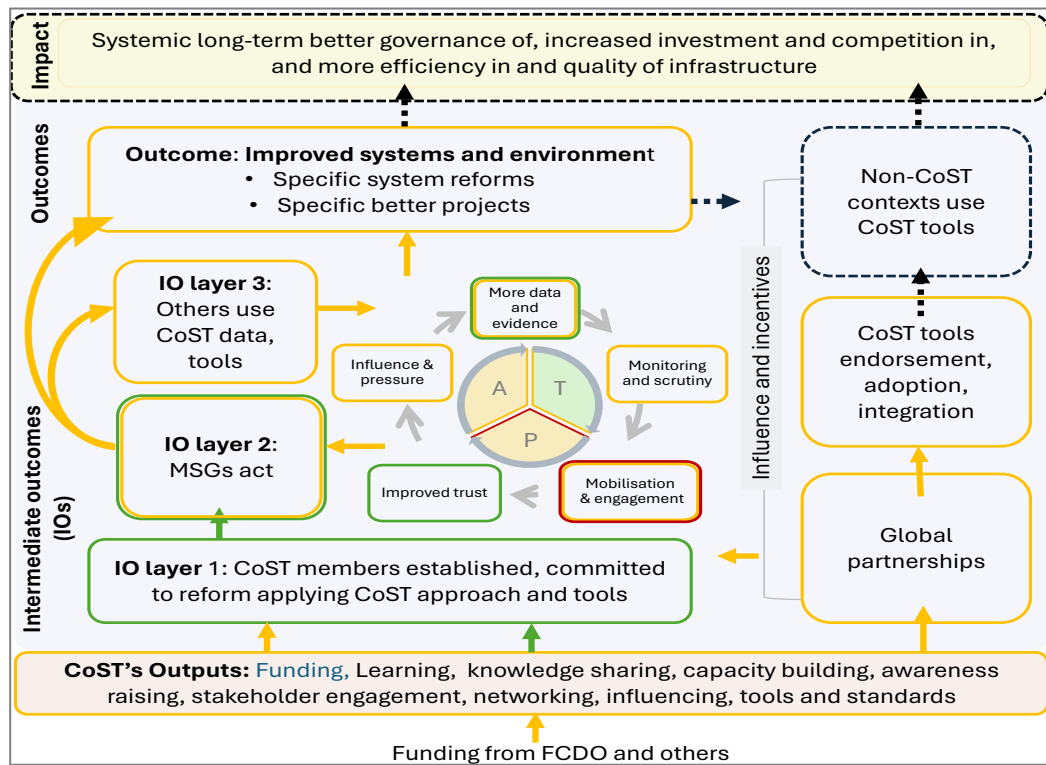 Impact
Systemic long-term better governance of, increased investment and competition in,
and more efficiency in and quality of infrastructure
Outcomes
Outcome: Improved systems and environment
• Specific system reforms
• Specific better projects
Non-CoST
contexts use
CoST tools
Influence and incentives
Intermediate outcomes
(IOs)
IO layer 3:
Others use
CoST data,
tools
More data
and
evidence
Influence &
pressure
Monitoring
and scrutiny
A
T
P
CoST tools
endorsement,
adoption,
integration
IO layer 2:
MSGs act
Improved trust
Mobilisation
& engagement
Global
partnerships
IO layer 1: CoST members established, committed
to reform applying CoST approach and tools
CoST's Outputs: Funding, Learning, knowledge sharing, capacity building, awareness
raising, stakeholder engagement, networking, influencing, tools and standards
Funding from FCDO and others